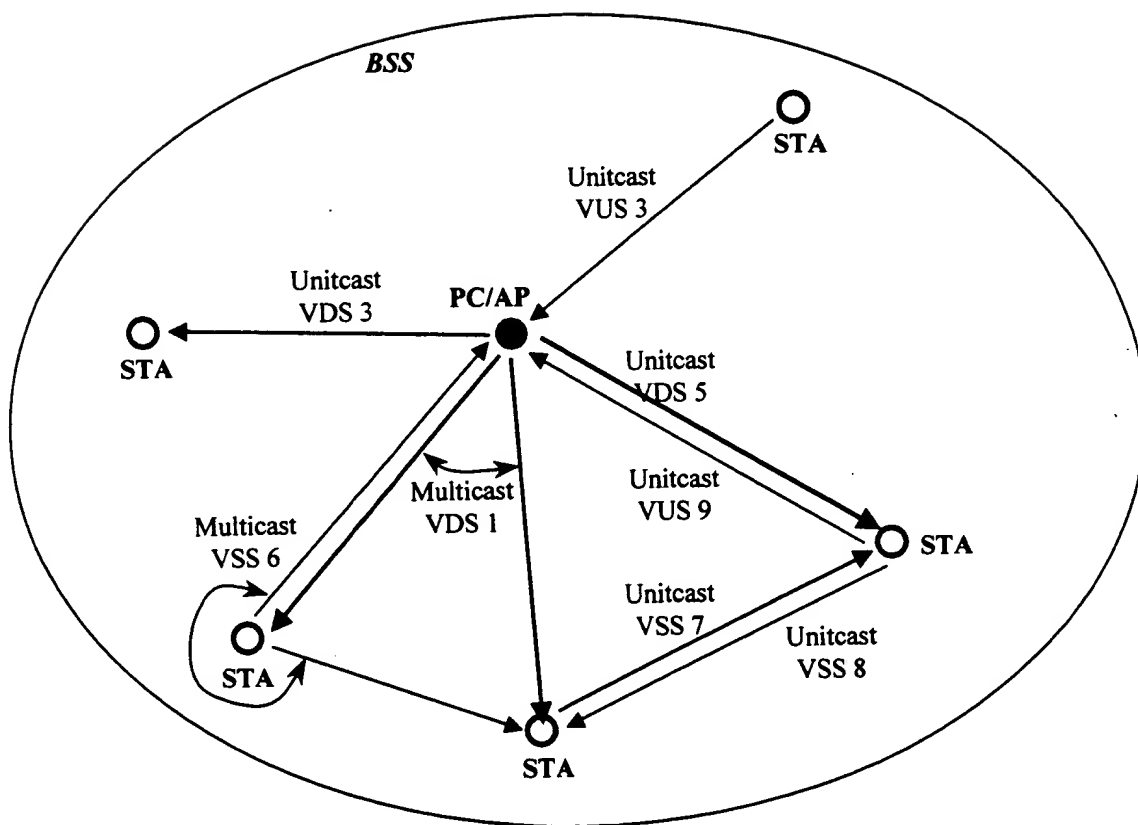 BSS
STA
Unitcast
VUS 3
Unitcast
VDS 3
PC/AP
STA
Unitcast
VDS 5
Multicast
VDS 1
Unitcast
VUS 9
Multicast
VSS 6
STA
Unitcast
VSS 7
Unitcast
VSS 8
STA
STA